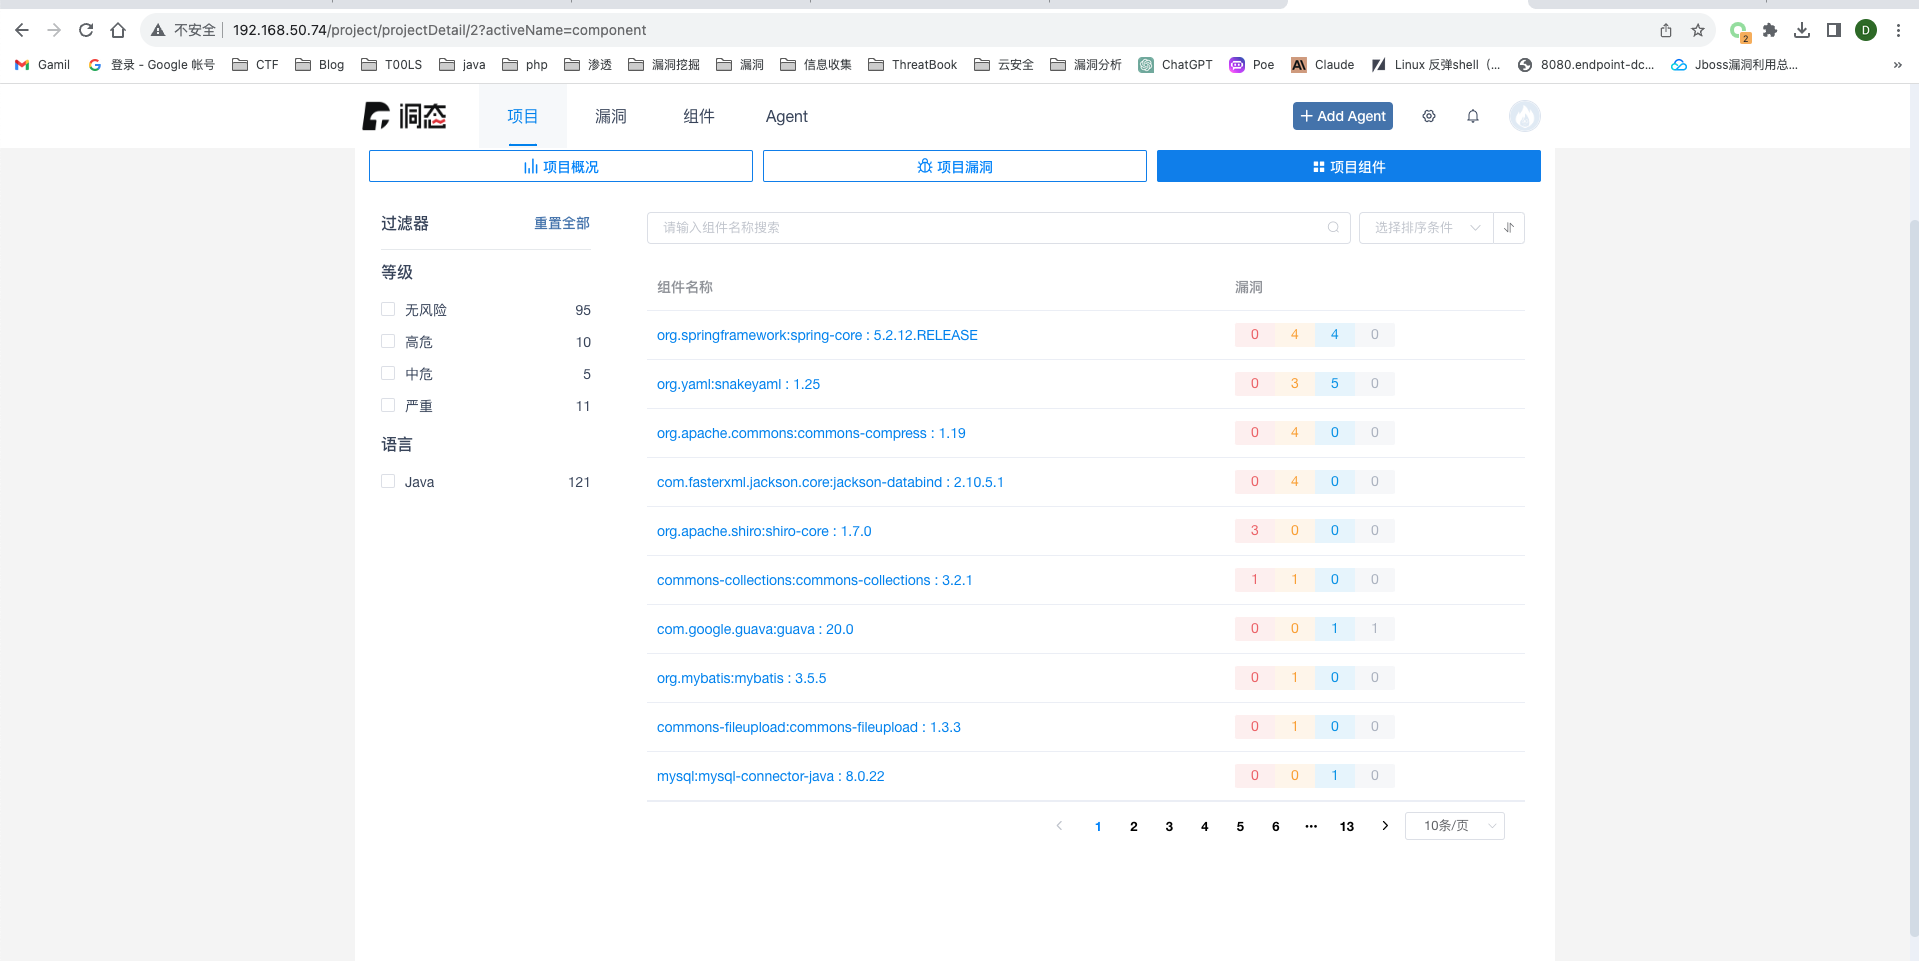 不安全 192.168.50.74/project/projectDetail/2?activeName=component
2
D
Gamil 登录 - Google 帐号 CTF Blog T00LS java php 渗透 漏洞挖掘 漏洞 信息收集 ThreatBook 云安全 漏洞分析 ChatGPT Poe Claude Linux 反弹shell（... 8080.endpoint-dc... Jboss漏洞利用总... »
洞态 项目 漏洞 组件 Agent + Add Agent
项目概况 项目漏洞 项目组件
过滤器 重置全部
等级
无风险 95
高危 10
中危 5
严重 11
语言
Java 121
请输入组件名称搜索 选择排序条件
组件名称 漏洞
org.springframework:spring-core : 5.2.12.RELEASE 0 4 4 0
org.yaml:snakeyaml : 1.25 0 3 5 0
org.apache.commons:commons-compress : 1.19 0 4 0 0
com.fasterxml.jackson.core:jackson-databind : 2.10.5.1 0 4 0 0
org.apache.shiro:shiro-core : 1.7.0 3 0 0 0
commons-collections:commons-collections : 3.2.1 1 1 0 0
com.google.guava:guava : 20.0 0 0 1 1
org.mybatis:mybatis : 3.5.5 0 1 0 0
commons-fileupload:commons-fileupload : 1.3.3 0 1 0 0
mysql:mysql-connector-java : 8.0.22 0 0 1 0
1 2 3 4 5 6 ··· 13 10条/页